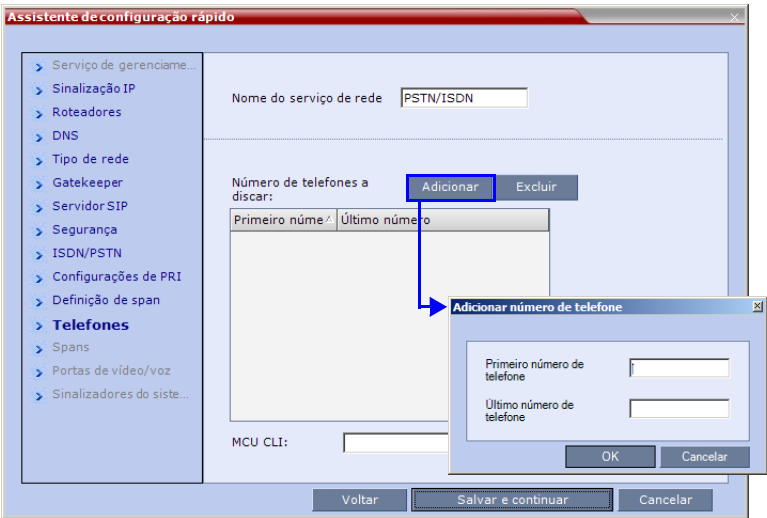 Assistente de configuração rápido
Serviço de gerenciame...
Sinalização IP
Roteadores
DNS
Tipo de rede
Gatekeeper
Servidor SIP
Segurança
ISDN/PSTN
Configurações de PRI
Definição de span
Telefones
Spans
Portas de vídeo/voz
Sinalizadores do siste...
Nome do serviço de rede
PSTN/ISDN
Número de telefones a
discar:
Adicionar
Excluir
Primeiro núme
Último número
MCU CLI:
Adicionar número de telefone
Primeiro número de
telefone
Último número de
telefone
OK
Cancelar
Voltar
Salvar e continuar
Cancelar